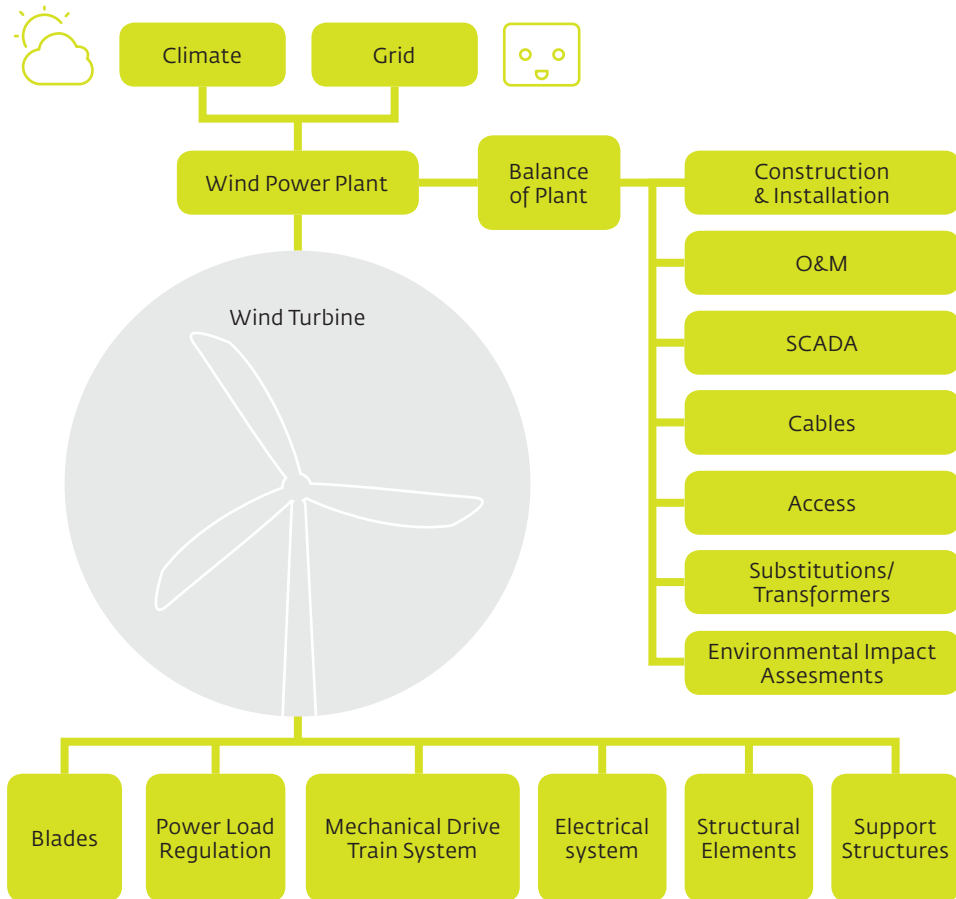 Climate
Grid
Wind Power Plant
Balance
of Plant
Construction
& Installation
O&M
SCADA
Cables
Access
Substitutions/
Transformers
Environmental Impact
Assesments
Wind Turbine
Blades
Power Load
Regulation
Mechanical Drive
Train System
Electrical
system
Structural
Elements
Support
Structures